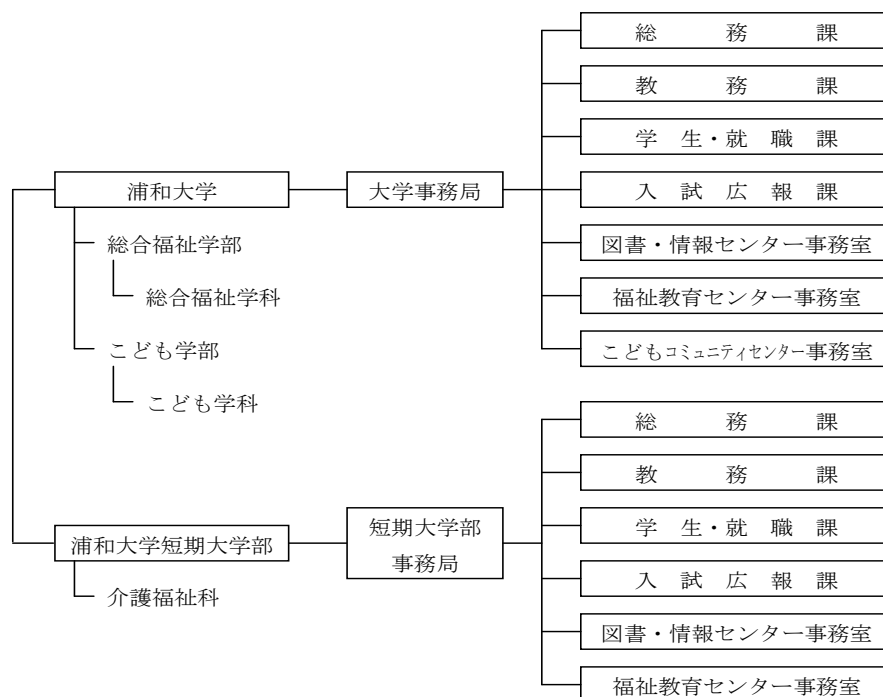 総務課
教務課
学生・就職課
浦和大学
大学事務局
入試広報課
総合福祉学部
図書・情報センター事務室
総合福祉学科
福祉教育センター事務室
こども学部
こどもコミュニティセンター事務室
こども学科
総務課
教務課
浦和大学短期大学部
短期大学部
事務局
学生・就職課
入試広報課
介護福祉科
図書・情報センター事務室
福祉教育センター事務室